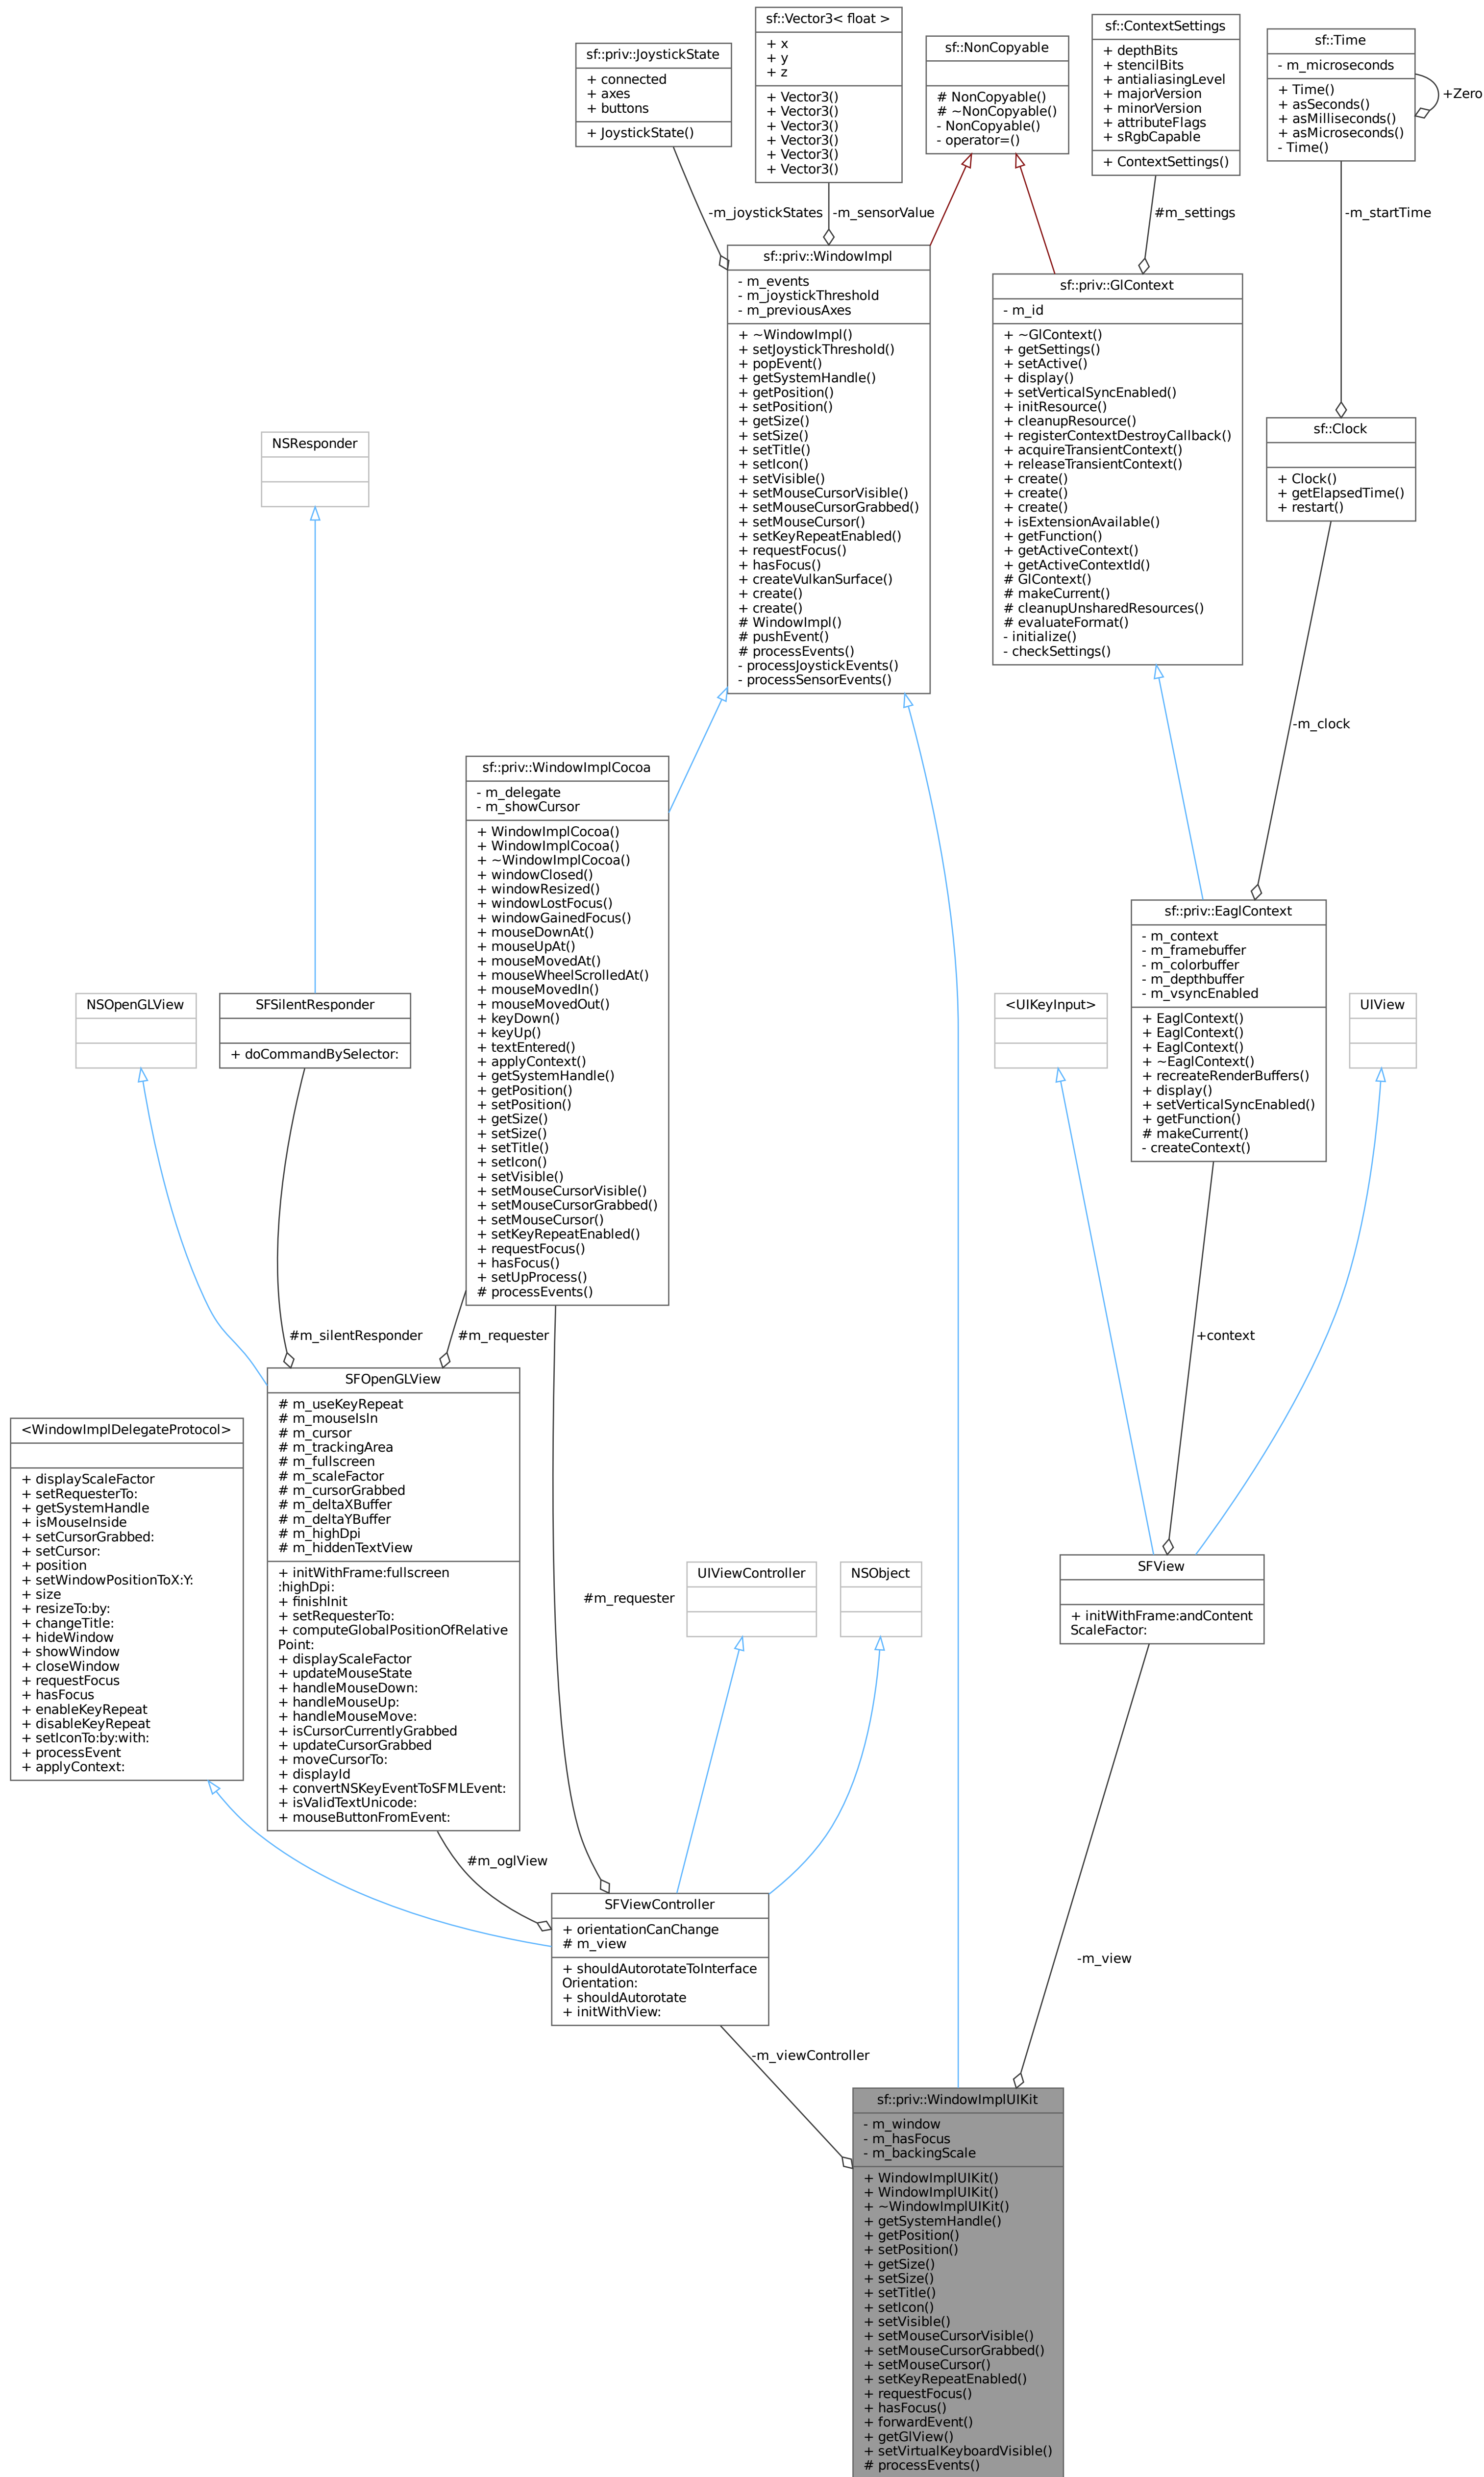 sf::priv::JoystickState
+ connected
+ axes
+ buttons
+ JoystickState()
sf::Vector3< float >
+ x
+ y
+ z
+ Vector3()
+ Vector3()
+ Vector3()
+ Vector3()
+ Vector3()
+ Vector3()
sf::NonCopyable
# NonCopyable()
# ~NonCopyable()
- NonCopyable()
- operator=()
sf::ContextSettings
+ depthBits
+ stencilBits
+ antialiasingLevel
+ majorVersion
+ minorVersion
+ attributeFlags
+ sRgbCapable
+ ContextSettings()
sf::Time
- m_microseconds
+ Time()
+ asSeconds()
+ asMilliseconds()
+ asMicroseconds()
- Time()
+Zero
-m_joystickStates
-m_sensorValue
#m_settings
-m_startTime
sf::priv::WindowImpl
- m_events
- m_joystickThreshold
- m_previousAxes
+ ~WindowImpl()
+ setJoystickThreshold()
+ popEvent()
+ getSystemHandle()
+ getPosition()
+ setPosition()
+ getSize()
+ setSize()
+ setTitle()
+ setIcon()
+ setVisible()
+ setMouseCursorVisible()
+ setMouseCursorGrabbed()
+ setMouseCursor()
+ setKeyRepeatEnabled()
+ requestFocus()
+ hasFocus()
+ createVulkanSurface()
+ create()
+ create()
# WindowImpl()
# pushEvent()
# processEvents()
- processJoystickEvents()
- processSensorEvents()
sf::priv::GlContext
- m_id
+ ~GlContext()
+ getSettings()
+ setActive()
+ display()
+ setVerticalSyncEnabled()
+ initResource()
+ cleanupResource()
+ registerContextDestroyCallback()
+ acquireTransientContext()
+ releaseTransientContext()
+ create()
+ create()
+ create()
+ isExtensionAvailable()
+ getFunction()
+ getActiveContext()
+ getActiveContextId()
# GlContext()
# makeCurrent()
# cleanupUnsharedResources()
# evaluateFormat()
- initialize()
- checkSettings()
sf::Clock
+ Clock()
+ getElapsedTime()
+ restart()
NSResponder
-m_clock
sf::priv::WindowImplCocoa
- m_delegate
- m_showCursor
+ WindowImplCocoa()
+ WindowImplCocoa()
+ ~WindowImplCocoa()
+ windowClosed()
+ windowResized()
+ windowLostFocus()
+ windowGainedFocus()
+ mouseDownAt()
+ mouseUpAt()
+ mouseMovedAt()
+ mouseWheelScrolledAt()
+ mouseMovedIn()
+ mouseMovedOut()
+ keyDown()
+ keyUp()
+ textEntered()
+ applyContext()
+ getSystemHandle()
+ getPosition()
+ setPosition()
+ getSize()
+ setSize()
+ setTitle()
+ setIcon()
+ setVisible()
+ setMouseCursorVisible()
+ setMouseCursorGrabbed()
+ setMouseCursor()
+ setKeyRepeatEnabled()
+ requestFocus()
+ hasFocus()
+ setUpProcess()
# processEvents()
sf::priv::EaglContext
- m_context
- m_framebuffer
- m_colorbuffer
- m_depthbuffer
- m_vsyncEnabled
+ EaglContext()
+ EaglContext()
+ EaglContext()
+ ~EaglContext()
+ recreateRenderBuffers()
+ display()
+ setVerticalSyncEnabled()
+ getFunction()
# makeCurrent()
- createContext()
NSOpenGLView
SFSilentResponder
+ doCommandBySelector:
<UIKeyInput>
UIView
#m_silentResponder
#m_requester
+context
<WindowImplDelegateProtocol>
+ displayScaleFactor
+ setRequesterTo:
+ getSystemHandle
+ isMouseInside
+ setCursorGrabbed:
+ setCursor:
+ position
+ setWindowPositionToX:Y:
+ size
+ resizeTo:by:
+ changeTitle:
+ hideWindow
+ showWindow
+ closeWindow
+ requestFocus
+ hasFocus
+ enableKeyRepeat
+ disableKeyRepeat
+ setIconTo:by:with:
+ processEvent
+ applyContext:
SFOpenGLView
# m_useKeyRepeat
# m_mouseIsIn
# m_cursor
# m_trackingArea
# m_fullscreen
# m_scaleFactor
# m_cursorGrabbed
# m_deltaXBuffer
# m_deltaYBuffer
# m_highDpi
# m_hiddenTextView
+ initWithFrame:fullscreen
:highDpi:
+ finishInit
+ setRequesterTo:
+ computeGlobalPositionOfRelative
Point:
+ displayScaleFactor
+ updateMouseState
+ handleMouseDown:
+ handleMouseUp:
+ handleMouseMove:
+ isCursorCurrentlyGrabbed
+ updateCursorGrabbed
+ moveCursorTo:
+ displayId
+ convertNSKeyEventToSFMLEvent:
+ isValidTextUnicode:
+ mouseButtonFromEvent:
#m_requester
UIViewController
NSObject
SFView
+ initWithFrame:andContent
ScaleFactor:
#m_oglView
SFViewController
+ orientationCanChange
# m_view
+ shouldAutorotateToInterface
Orientation:
+ shouldAutorotate
+ initWithView:
-m_view
-m_viewController
sf::priv::WindowImplUIKit
- m_window
- m_hasFocus
- m_backingScale
+ WindowImplUIKit()
+ WindowImplUIKit()
+ ~WindowImplUIKit()
+ getSystemHandle()
+ getPosition()
+ setPosition()
+ getSize()
+ setSize()
+ setTitle()
+ setIcon()
+ setVisible()
+ setMouseCursorVisible()
+ setMouseCursorGrabbed()
+ setMouseCursor()
+ setKeyRepeatEnabled()
+ requestFocus()
+ hasFocus()
+ forwardEvent()
+ getGlView()
+ setVirtualKeyboardVisible()
# processEvents()